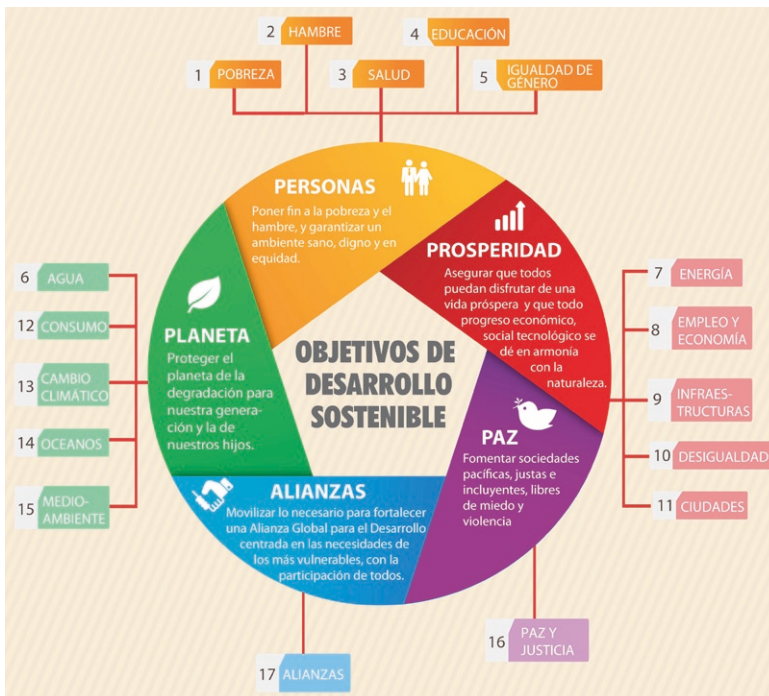 2 HAMBRE
4 EDUCACIÓN
1 POBREZA
3 SALUD
5 IGUALDAD DE
GÉNERO
PERSONAS
Poner fin a la pobreza y el
hambre, y garantizar un
ambiente sano, digno y en
equidad.
PROSPERIDAD
Asegurar que todos
puedan disfrutar de una
vida próspera y que todo
progreso económico,
social tecnológico se
dé en armonía
con la
naturaleza.
6 AGUA
12 CONSUMO
13 CAMBIO
CLIMÁTICO
14 OCEANOS
15 MEDIO-
AMBIENTE
PLANETA
Proteger el
planeta de la
degradación para
nuestra genera-
ción y la de
nuestros hijos.
OBJETIVOS DE
DESARROLLO
SOSTENIBLE
7 ENERGÍA
8 EMPLEO Y
ECONOMÍA
9 INFRAES-
TRUCTURAS
10 DESIGUALDAD
11 CIUDADES
PAZ
Fomentar sociedades
pacíficas, justas e
incluyentes, libres
de miedo y
violencia
ALIANZAS
Movilizar lo necesario para fortalecer
una Alianza Global para el Desarrollo
centrada en las necesidades de
los más vulnerables, con la
participación de todos.
16 PAZ Y
JUSTICIA
17 ALIANZAS